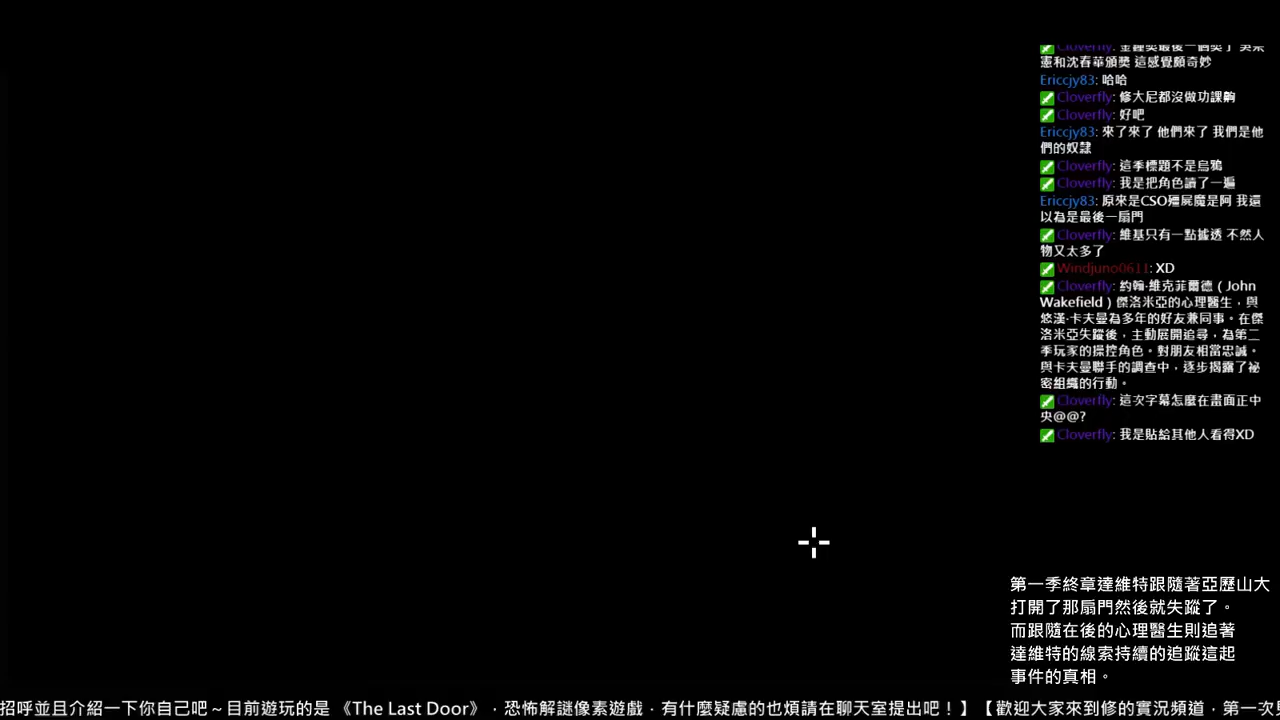 Cloverfly: 金鐘獎最後一個獎了 吳宗
憲和沈春華頒獎 這感覺頗奇妙
Ericcjy83: 哈哈
Cloverfly: 修大尼都沒做功課齁
Cloverfly: 好吧
Ericcjy83: 來了來了 他們來了 我們是他
們的奴隸
Cloverfly: 這季標題不是烏鴉
Cloverfly: 我是把角色讀了一遍
Ericcjy83: 原來是CSO殭屍魔是阿 我還
以為是最後一扇門
Cloverfly: 維基只有一點據透 不然人
物又太多了
Windjuno0611: XD
Cloverfly: 約翰·維克菲爾德（John
Wakefield）傑洛米亞的心理醫生，與
悠漢·卡夫曼為多年的好友兼同事。在傑
洛米亞失蹤後，主動展開追尋，為第二
季玩家的操控角色。對朋友相當忠誠。
與卡夫曼聯手的調查中，逐步揭露了祕
密組織的行動。
Cloverfly: 這次字幕怎麼在畫面正中
央@@?
Cloverfly: 我是貼給其他人看得XD
第一季終章達維特跟隨著亞歷山大
打開了那扇門然後就失蹤了。
而跟隨在後的心理醫生則追著
達維特的線索持續的追蹤這起
事件的真相。
招呼並且介紹一下你自己吧～目前遊玩的是 《The Last Door》，恐怖解謎像素遊戲，有什麼疑慮的也煩請在聊天室提出吧！】【歡迎大家來到修的實況頻道，第一次